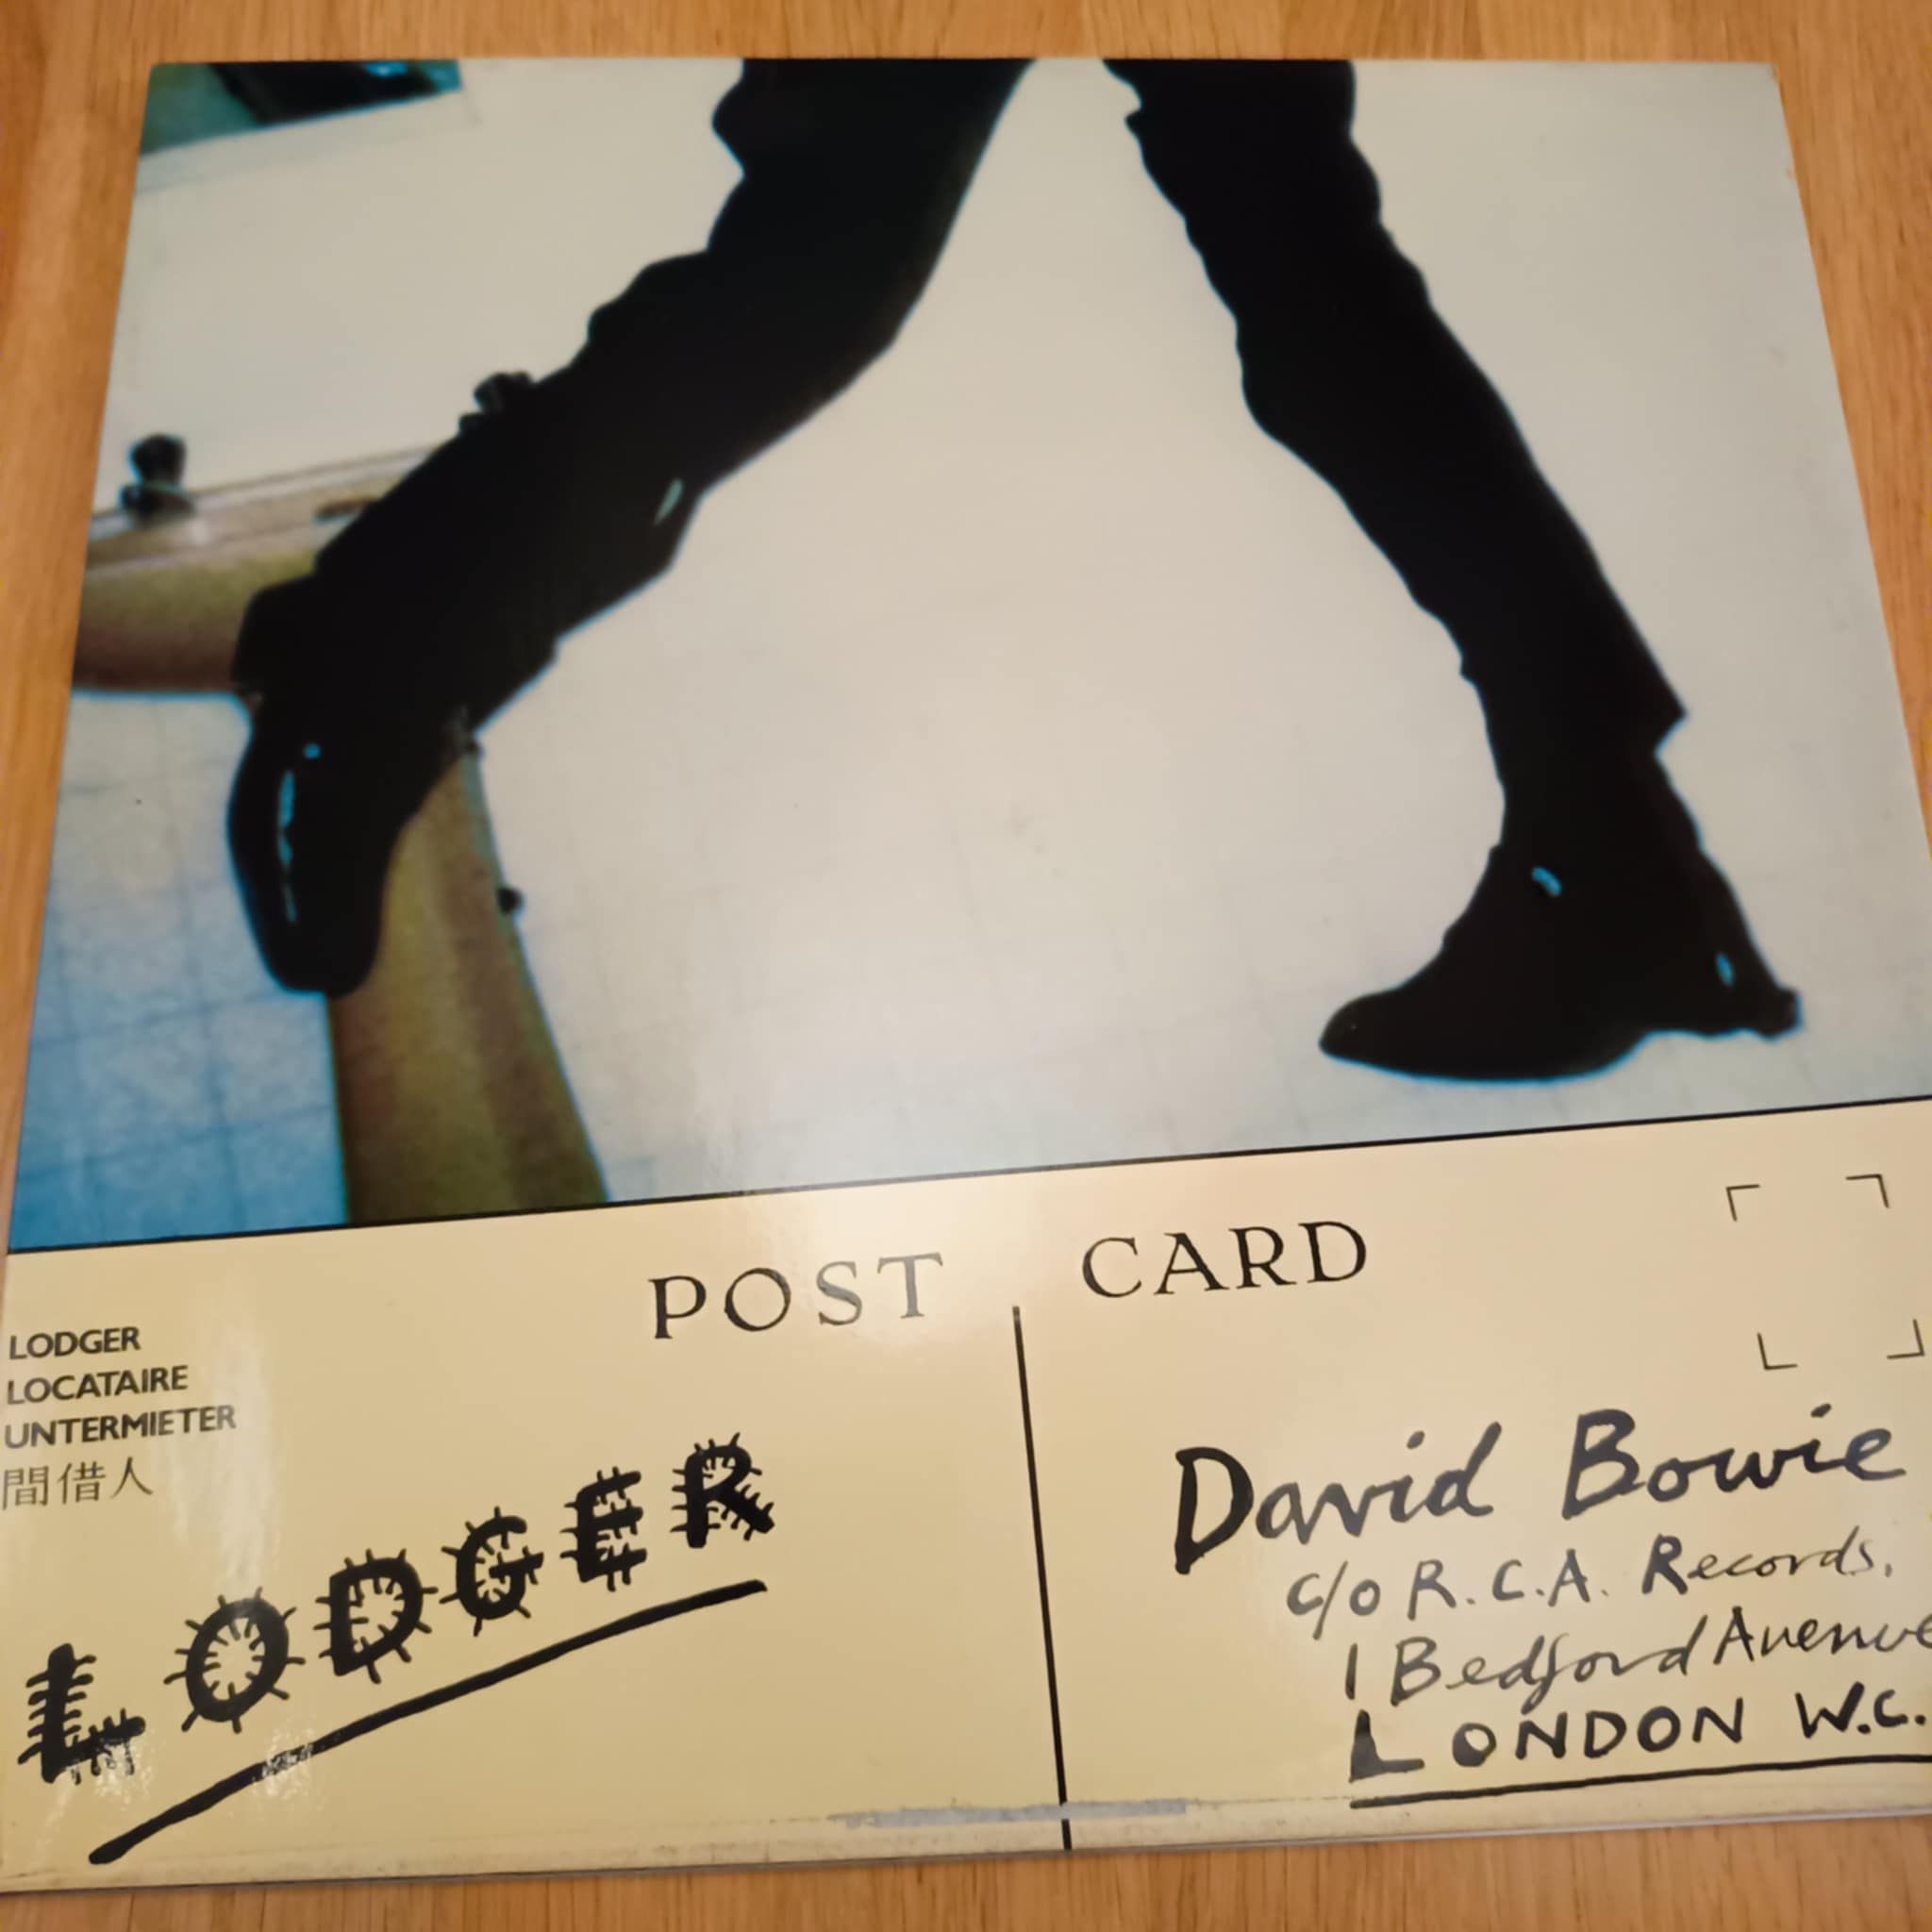 POST CARD
LODGER
LOCATAIRE
UNTERMIETER
間借人
LODGER
David Bowie
c/o R.C.A. Records,
1 Bedford Avenue
LONDON W.C.